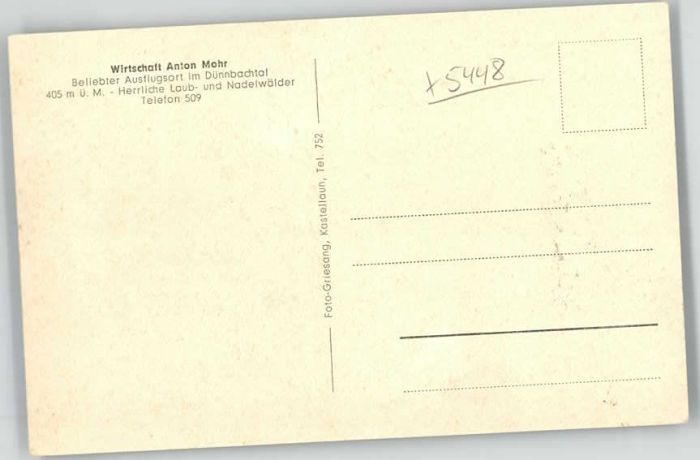 Wirtschaft Anton Mohr
Beliebter Ausflugsort im Dünnbachtal
405 m ü. M. - Herrliche Laub- und Nadelwälder
Telefon 509
Foto-Griesang, Kastellaun, Tel. 752
x5448